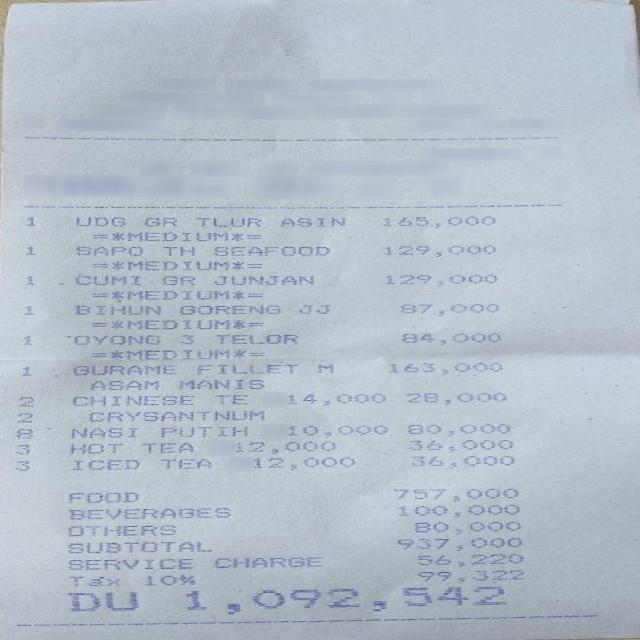 1 UDG GR TLUR ASIN 165,000
=*MEDIUM*=
1 SAPO TH SEAFOOD 129,000
=*MEDIUM*=
1 CUMI GR JUNJAN 129,000
=*MEDIUM*=
1 BIHUN GORENG JJ 87,000
=*MEDIUM*=
1 OYONG 3 TELOR 84,000
=*MEDIUM*=
1 GURAME FILLET M 163,000
ASAM MANIS
2 CHINESE TE 14,000 28,000
2 CRYSANTNUM
8 NASI PUTIH 10,000 80,000
3 HOT TEA 12,000 36,000
3 ICED TEA 12,000 36,000
FOOD 757,000
BEVERAGES 100,000
OTHERS 80,000
SUBTOTAL 937,000
SERVICE CHARGE 56,220
Tax 10% 99,322
DU 1,092,542